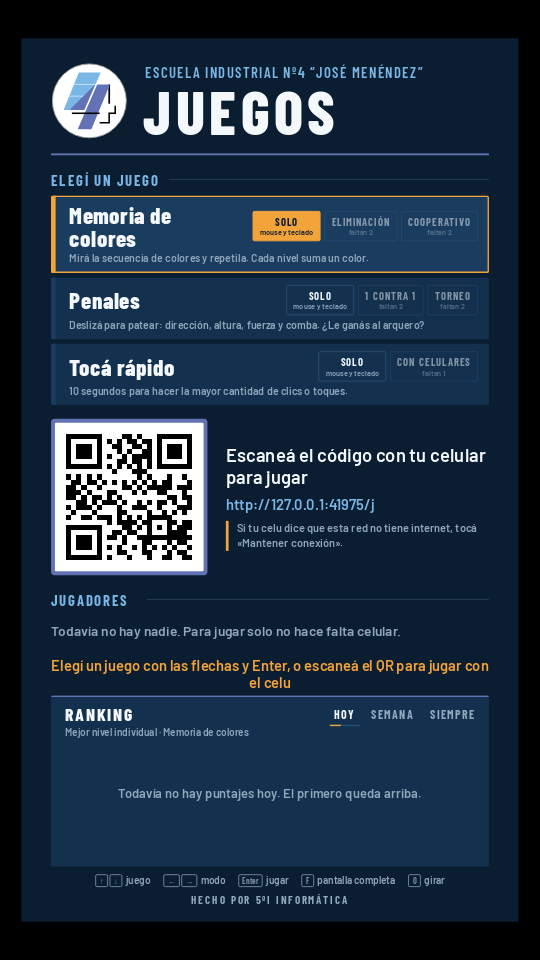 ESCUELA INDUSTRIAL Nº4 “JOSÉ MENÉNDEZ”
JUEGOS
ELEGÍ UN JUEGO
Memoria de colores
SOLO
mouse y teclado
ELIMINACIÓN
faltan 2
COOPERATIVO
faltan 2
Mirá la secuencia de colores y repetila. Cada nivel suma un color.
Penales
SOLO
mouse y teclado
1 CONTRA 1
faltan 2
TORNEO
faltan 2
Deslizá para patear: dirección, altura, fuerza y comba. ¿Le ganás al arquero?
Tocá rápido
SOLO
mouse y teclado
CON CELULARES
faltan 1
10 segundos para hacer la mayor cantidad de clics o toques.
Escaneá el código con tu celular
para jugar
http://127.0.0.1:41975/j
Si tu celu dice que esta red no tiene internet, tocá
«Mantener conexión».
JUGADORES
Todavía no hay nadie. Para jugar solo no hace falta celular.
Elegí un juego con las flechas y Enter, o escaneá el QR para jugar con
el celu
RANKING
HOY SEMANA SIEMPRE
Mejor nivel individual · Memoria de colores
Todavía no hay puntajes hoy. El primero queda arriba.
↑ ↓ juego ← → modo Enter jugar F pantalla completa 0 girar
HECHO POR 5º1 INFORMÁTICA